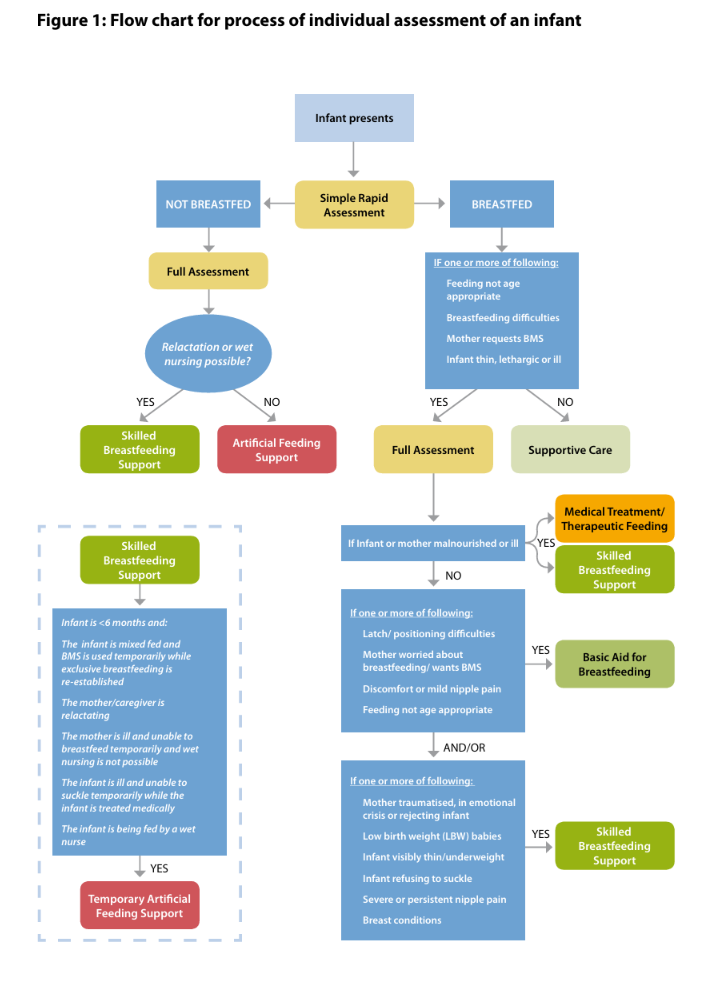 Figure 1: Flow chart for process of individual assessment of an infant
Infant presents
NOT BREASTFED
Simple Rapid
Assessment
BREASTFED
Full Assessment
IF one or more of following:
Feeding not age
appropriate
Breastfeeding difficulties
Mother requests BMS
Infant thin, lethargic or ill
Relactation or wet
nursing possible?
YES
NO
YES
NO
Skilled
Breastfeeding
Support
Artificial Feeding
Support
Full Assessment
Supportive Care
If Infant or mother malnourished or ill
YES
Medical Treatment/
Therapeutic Feeding
Skilled
Breastfeeding
Support
NO
If one or more of following:
Latch/ positioning difficulties
Mother worried about
breastfeeding/ wants BMS
Discomfort or mild nipple pain
Feeding not age appropriate
YES
Basic Aid for
Breastfeeding
AND/OR
If one or more of following:
Mother traumatised, in emotional
crisis or rejecting infant
Low birth weight (LBW) babies
Infant visibly thin/underweight
Infant refusing to suckle
Severe or persistent nipple pain
Breast conditions
YES
Skilled
Breastfeeding
Support
Skilled
Breastfeeding
Support
Infant is <6 months and:
The infant is mixed fed and
BMS is used temporarily while
exclusive breastfeeding is
re-established
The mother/caregiver is
relactating
The mother is ill and unable to
breastfeed temporarily and wet
nursing is not possible
The infant is ill and unable to
suckle temporarily while the
infant is treated medically
The infant is being fed by a wet
nurse
YES
Temporary Artificial
Feeding Support